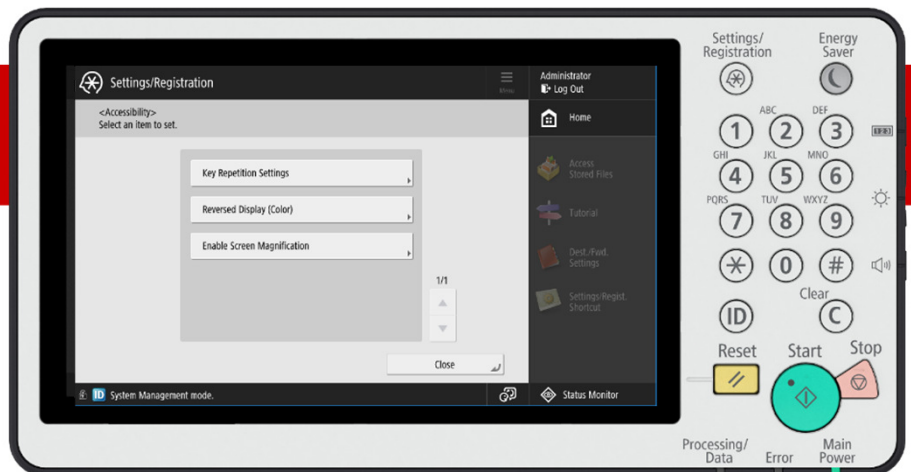 Settings/Registration
Menu
Administrator
Log Out
<Accessibility>
Select an item to set.
Home
Key Repetition Settings
Reversed Display (Color)
Enable Screen Magnification
1/1
Close
Access
Stored Files
Tutorial
Dest./Fwd.
Settings
Settings/Regist.
Shortcut
ID System Management mode.
Status Monitor
Settings/
Registration
Energy
Saver
ABC DEF
1 2 3
GHI JKL MNO
4 5 6
PQRS TUV WXYZ
7 8 9
* 0 #
Clear
ID C
Reset Start Stop
Processing/
Data
Error
Main
Power